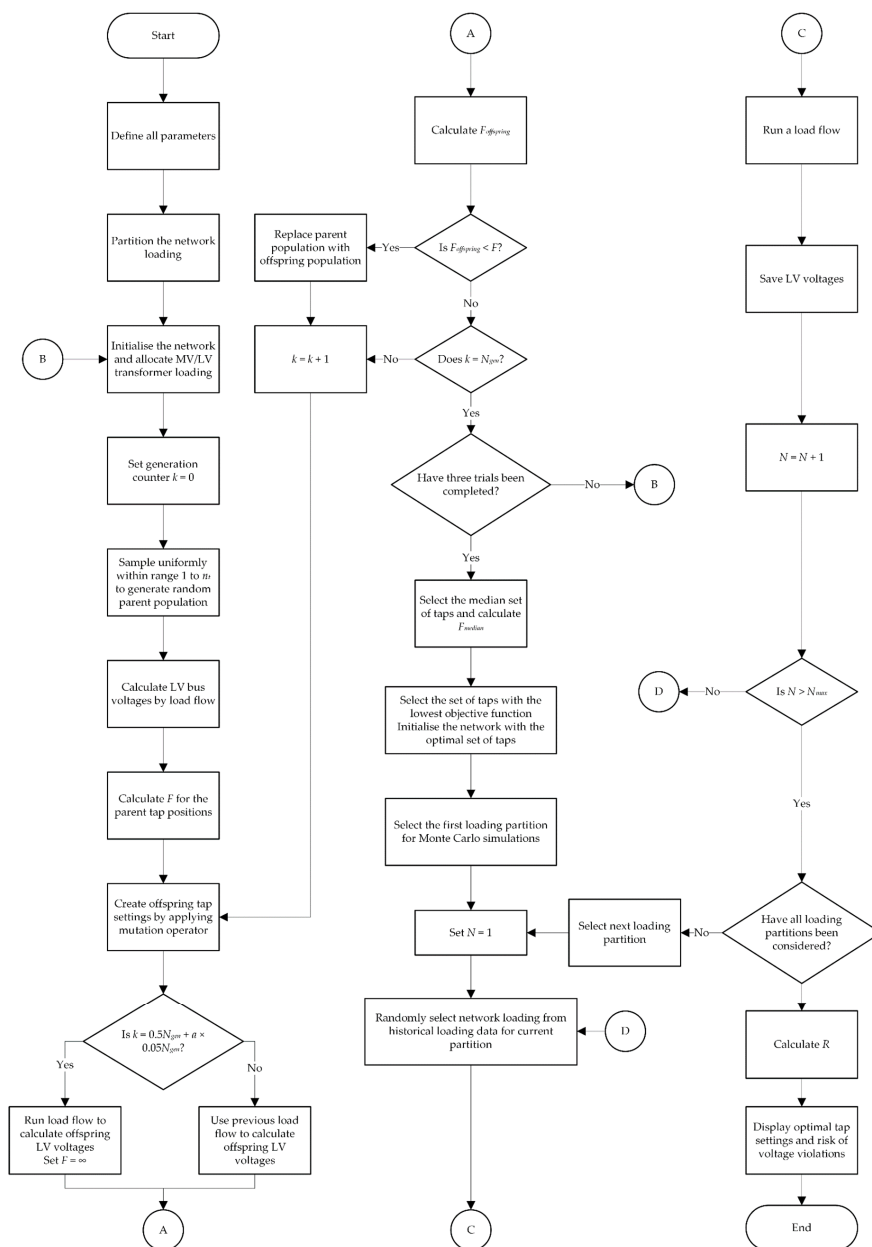 Start
Define all parameters
Partition the network
loading
B
Initialise the network
and allocate MV/LV
transformer loading
Set generation
counter k = 0
Sample uniformly
within range 1 to nt
to generate random
parent population
Calculate LV bus
voltages by load flow
Calculate F for the
parent tap positions
Create offspring tap
settings by applying
mutation operator
Is k = 0.5Ngen + a ×
0.05Ngen?
Yes
No
Run load flow to
calculate offspring
LV voltages
Set F = ∞
Use previous load
flow to calculate
offspring LV
voltages
A
A
Calculate Foffspring
Is Foffspring < F?
Yes
Replace parent
population with
offspring population
No
Does k = Ngen?
No
k = k + 1
Yes
Have three trials been
completed?
No
B
Yes
Select the median set
of taps and calculate
Fmedian
Select the set of taps with the
lowest objective function
Initialise the network with the
optimal set of taps
Select the first loading partition
for Monte Carlo simulations
Set N = 1
Randomly select network loading from
historical loading data for current
partition
D
C
C
Run a load flow
Save LV voltages
N = N + 1
Is N > Nmax
No
D
Yes
Have all loading
partitions been
considered?
No
Select next loading
partition
Calculate R
Display optimal tap
settings and risk of
voltage violations
End